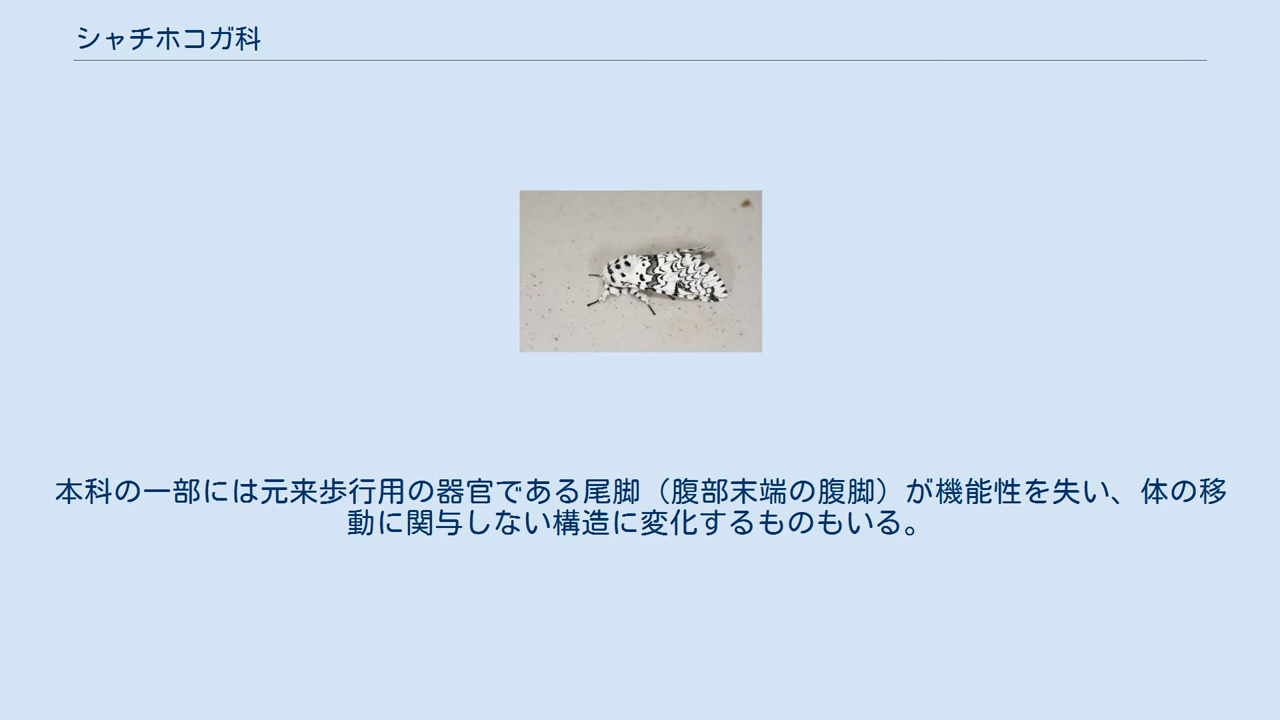 シャチホコガ科
本科の一部には元来歩行用の器官である尾脚（腹部末端の腹脚）が機能性を失い、体の移
動に関与しない構造に変化するものもいる。